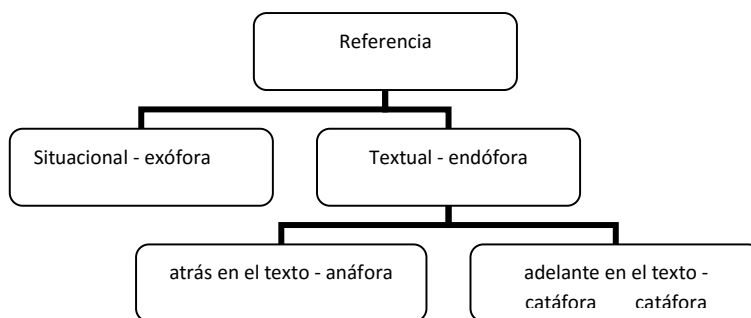 Referencia
Situacional - exófora
Textual - endófora
atrás en el texto - anáfora
adelante en el texto -
catáfora catáfora